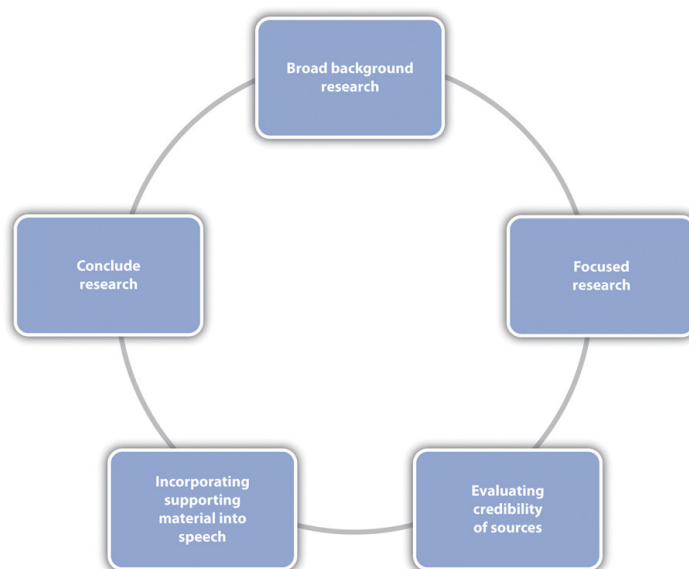 Broad background
research
Focused
research
Evaluating
credibility
of sources
Incorporating
supporting
material into
speech
Conclude
research